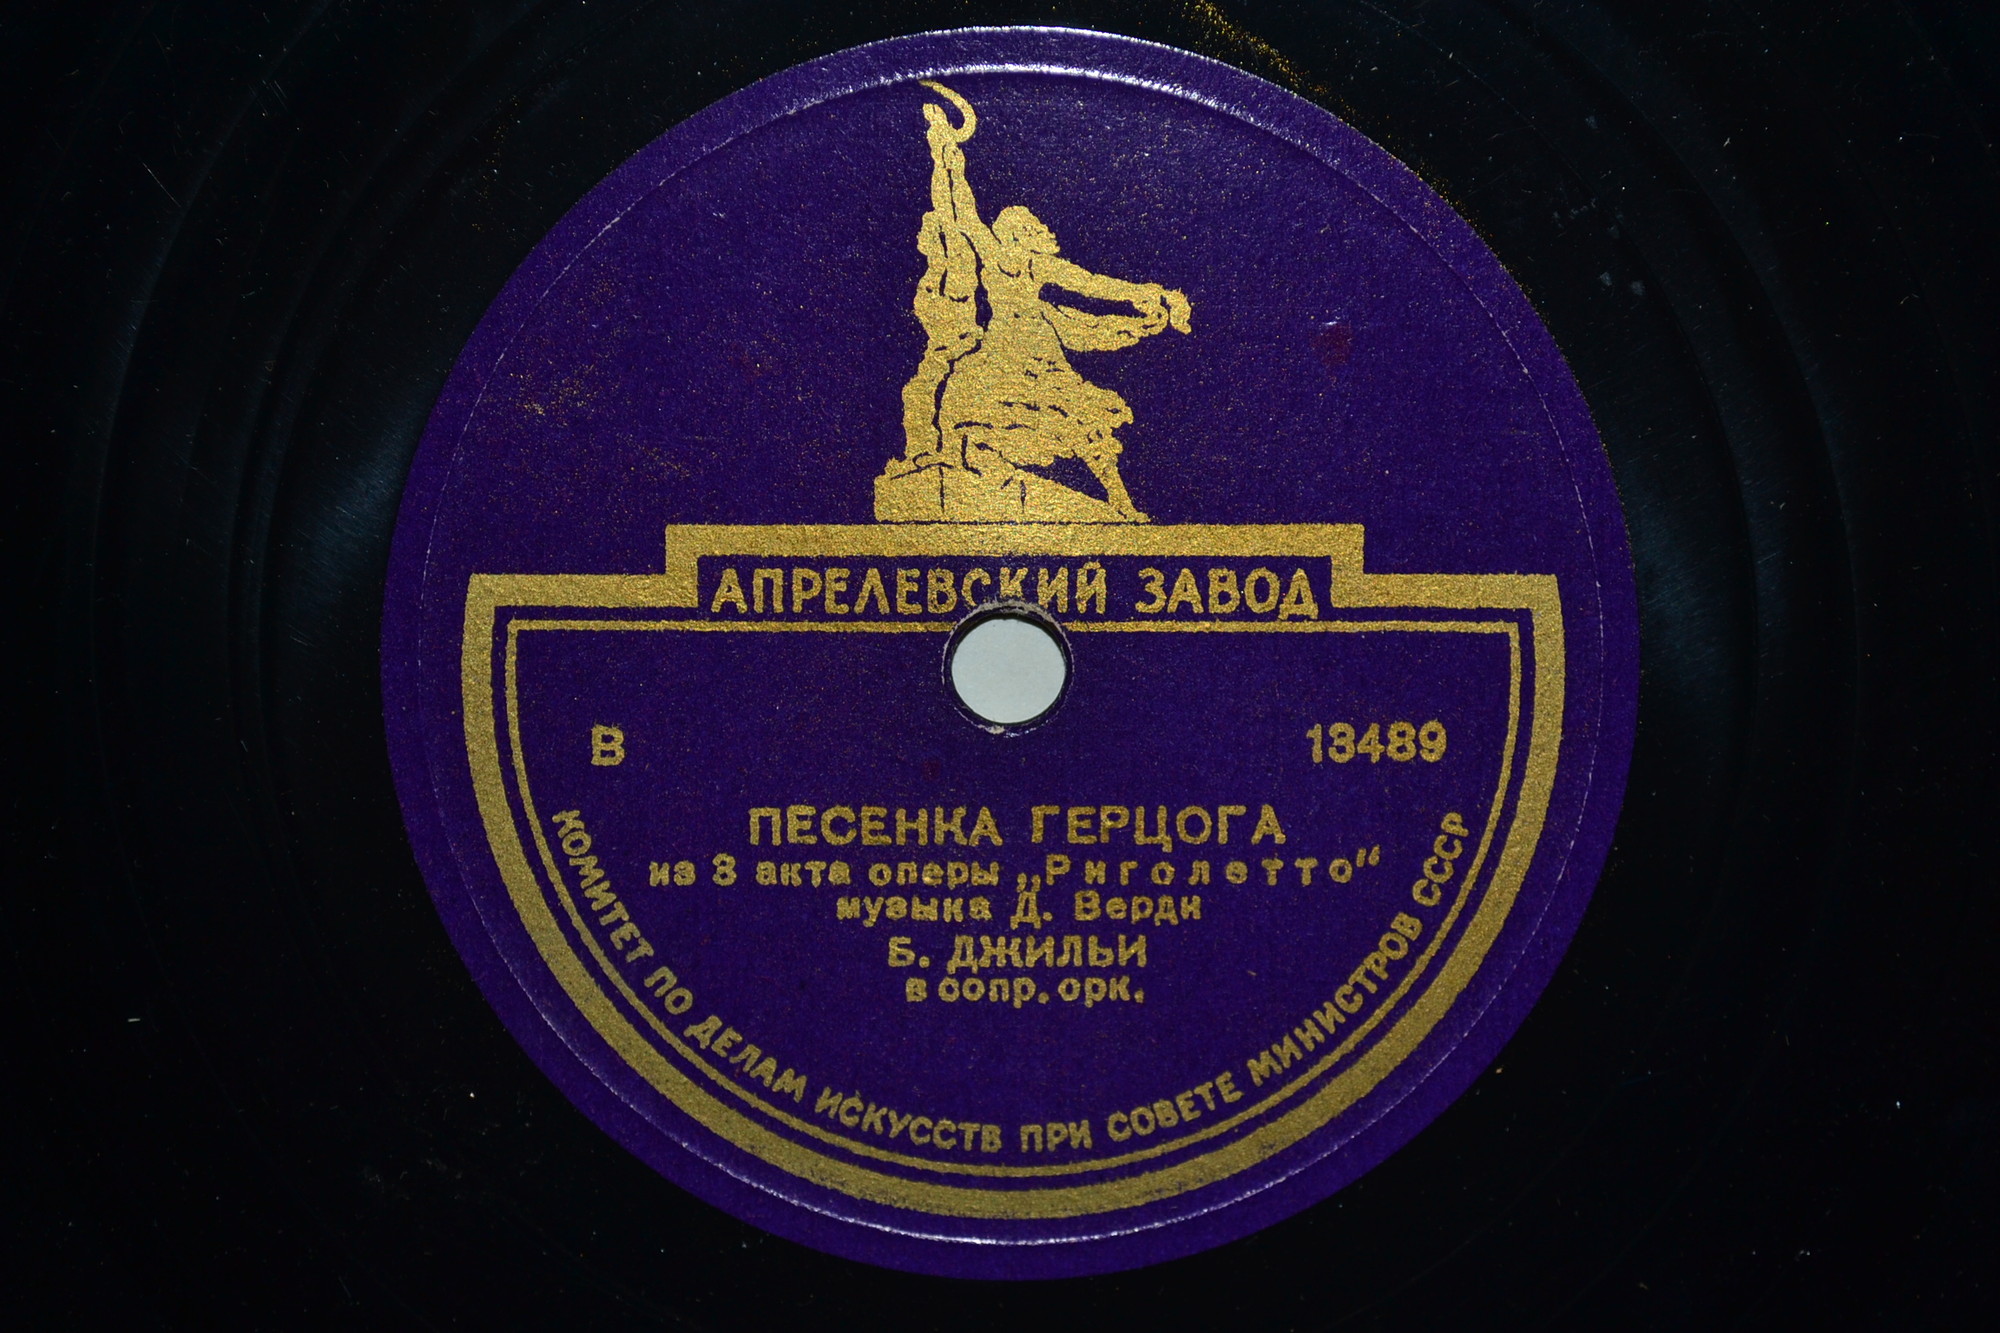 АПРЕЛЕВСКИЙ ЗАВОД
В 13489
ПЕСЕНКА ГЕРЦОГА
из 3 акта оперы „Риголетто“
музыка Д. Верди
Б. ДЖИЛЬИ
в сопр. орк.
КОМИТЕТ ПО ДЕЛАМ ИСКУССТВ ПРИ СОВЕТЕ МИНИСТРОВ СССР